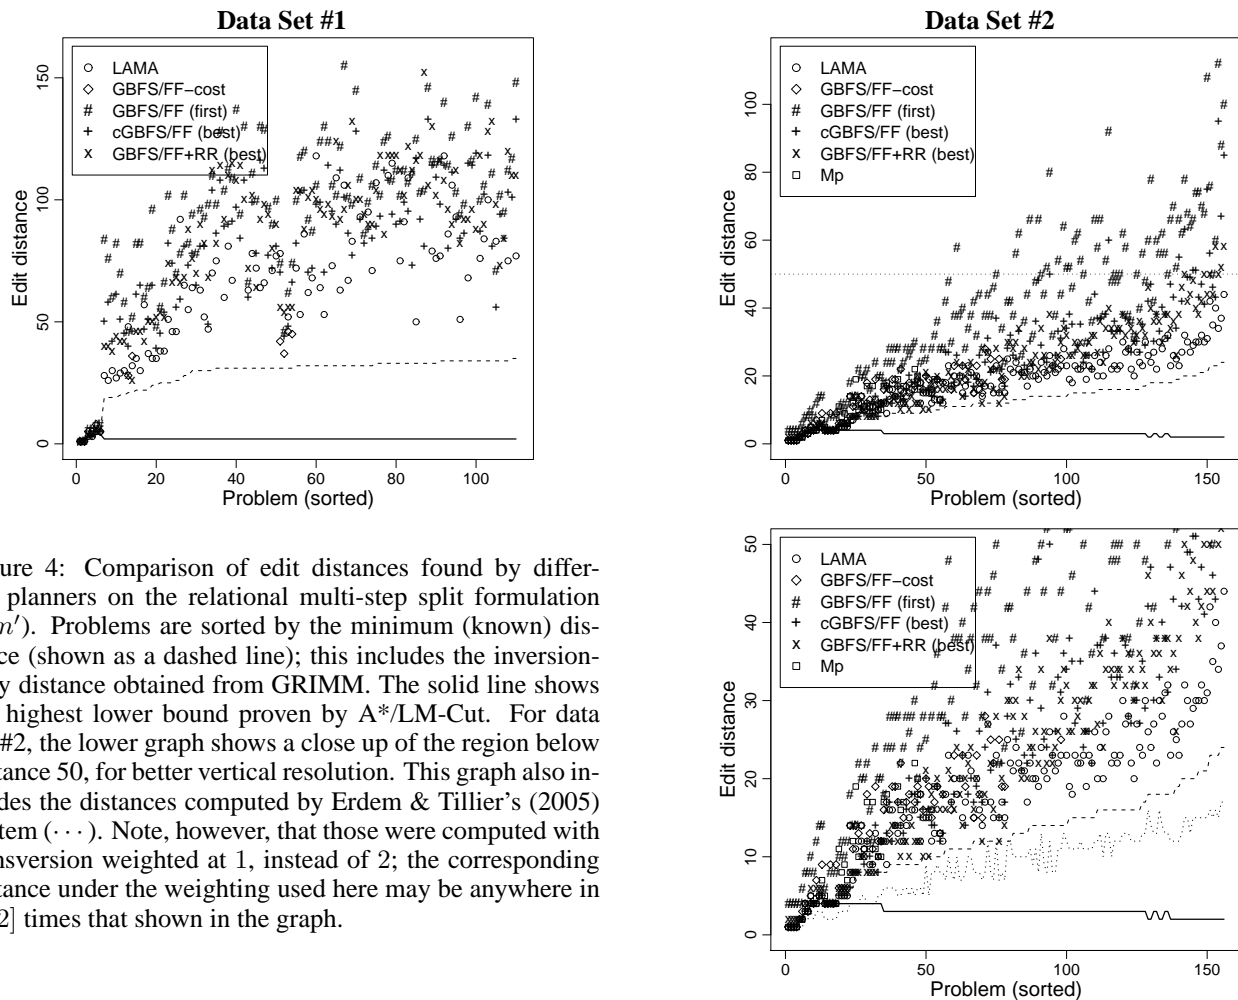 Data Set #1
150
100
50
0
Edit distance
LAMA
GBFS/FF−cost
GBFS/FF (first)
cGBFS/FF (best)
GBFS/FF+RR (best)
0 20 40 60 80 100
Problem (sorted)
Data Set #2
100
80
60
40
20
0
Edit distance
LAMA
GBFS/FF−cost
GBFS/FF (first)
cGBFS/FF (best)
GBFS/FF+RR (best)
Mp
0 50 100 150
Problem (sorted)
ure 4: Comparison of edit distances found by differ-
planners on the relational multi-step split formulation
m′). Problems are sorted by the minimum (known) dis-
ce (shown as a dashed line); this includes the inversion-
y distance obtained from GRIMM. The solid line shows
highest lower bound proven by A*/LM-Cut. For data
#2, the lower graph shows a close up of the region below
tance 50, for better vertical resolution. This graph also in-
des the distances computed by Erdem & Tillier's (2005)
tem (· · · ). Note, however, that those were computed with
nsversion weighted at 1, instead of 2; the corresponding
tance under the weighting used here may be anywhere in
2] times that shown in the graph.
50
40
30
20
10
0
Edit distance
LAMA
GBFS/FF−cost
GBFS/FF (first)
cGBFS/FF (best)
GBFS/FF+RR (best)
Mp
0 50 100 150
Problem (sorted)